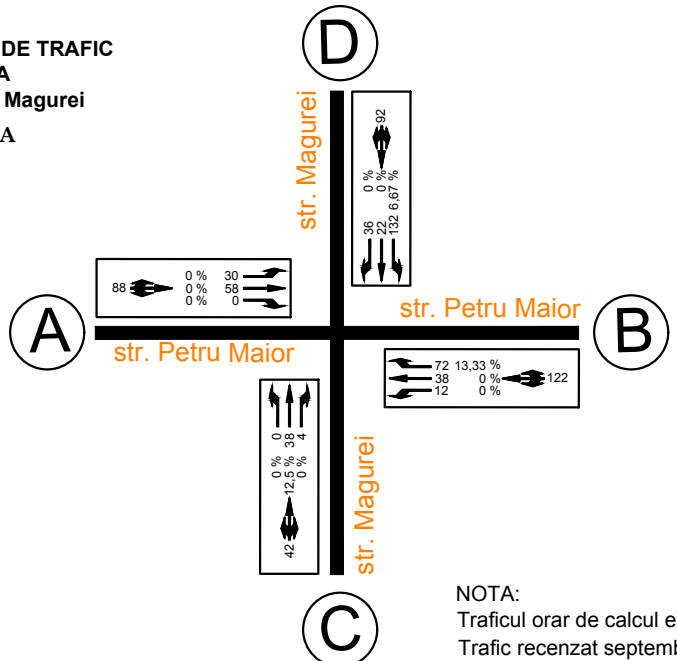 DE TRAFIC
A
Magurei
A
D
str. Magurei
92
0 %
0 %
6,67 %
36
22
132
88
0 % 30
0 % 58
0 % 0
A
str. Petru Maior
str. Petru Maior
B
72 13,33 %
38 0 %
12 0 %
122
0
38
4
0 %
12,5 %
0 %
42
str. Magurei
C
NOTA:
Traficul orar de calcul e
Trafic recenzat septemb